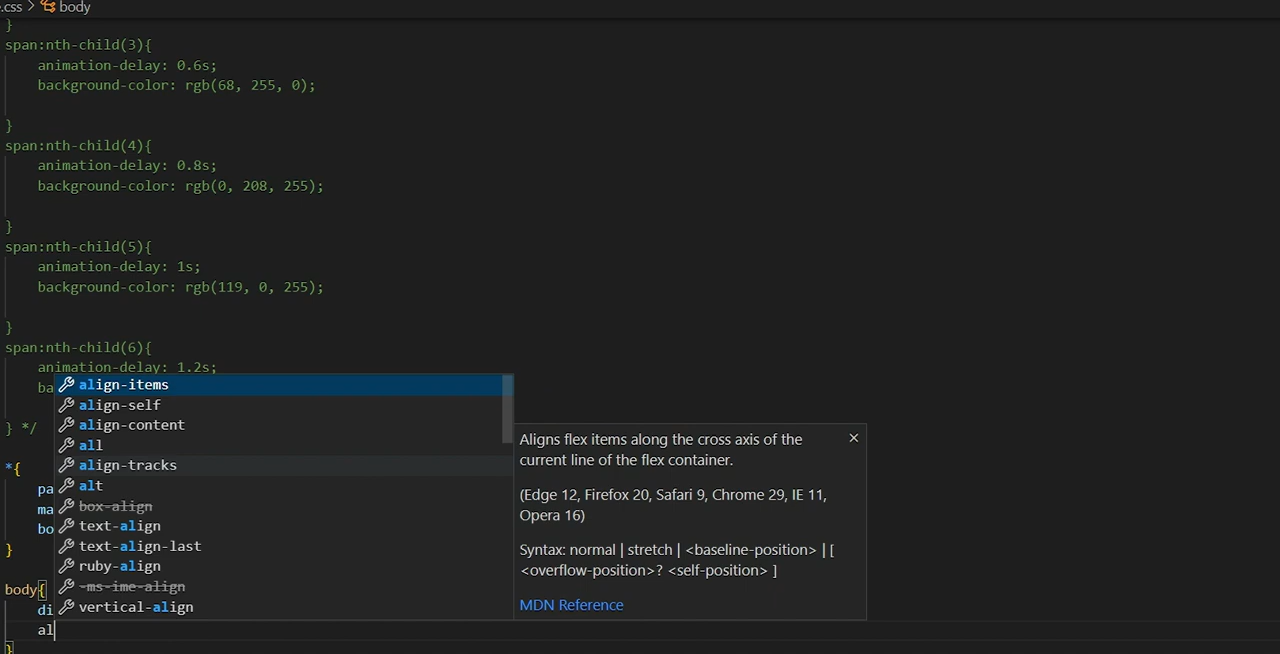 .css > body
}
span:nth-child(3){
animation-delay: 0.6s;
background-color: rgb(68, 255, 0);
}
span:nth-child(4){
animation-delay: 0.8s;
background-color: rgb(0, 208, 255);
}
span:nth-child(5){
animation-delay: 1s;
background-color: rgb(119, 0, 255);
}
span:nth-child(6){
animation-delay: 1.2s;
ba
} */
*{
pa
ma
bo
}
body{
di
al
}
align-items
align-self
align-content
all
align-tracks
alt
box-align
text-align
text-align-last
ruby-align
-ms-ime-align
vertical-align
Aligns flex items along the cross axis of the
current line of the flex container.
(Edge 12, Firefox 20, Safari 9, Chrome 29, IE 11,
Opera 16)
Syntax: normal | stretch | <baseline-position> | [
<overflow-position>? <self-position> ]
MDN Reference